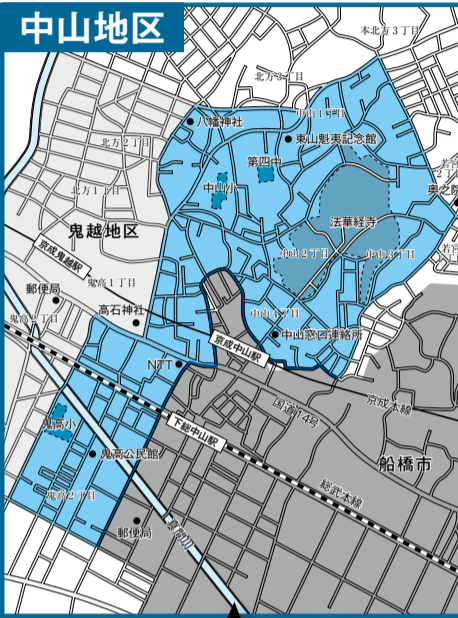 中山地区
本北方3丁目
北方3丁目
中山1丁目
八幡神社
東山魁夷記念館
北方2丁目
第四中
中山小
北方1丁目
奥之院
法華経寺
鬼越地区
京成鬼越駅
中山2丁目
中山3丁目
鬼高1丁目
郵便局
高石神社
中山4丁目
鬼高2丁目
中山窓口連絡所
京成中山駅
NTT
国道14号
京成本線
鬼高小
下総中山駅
鬼高公民館
船橋市
総武本線
鬼高2丁目
郵便局
真間川